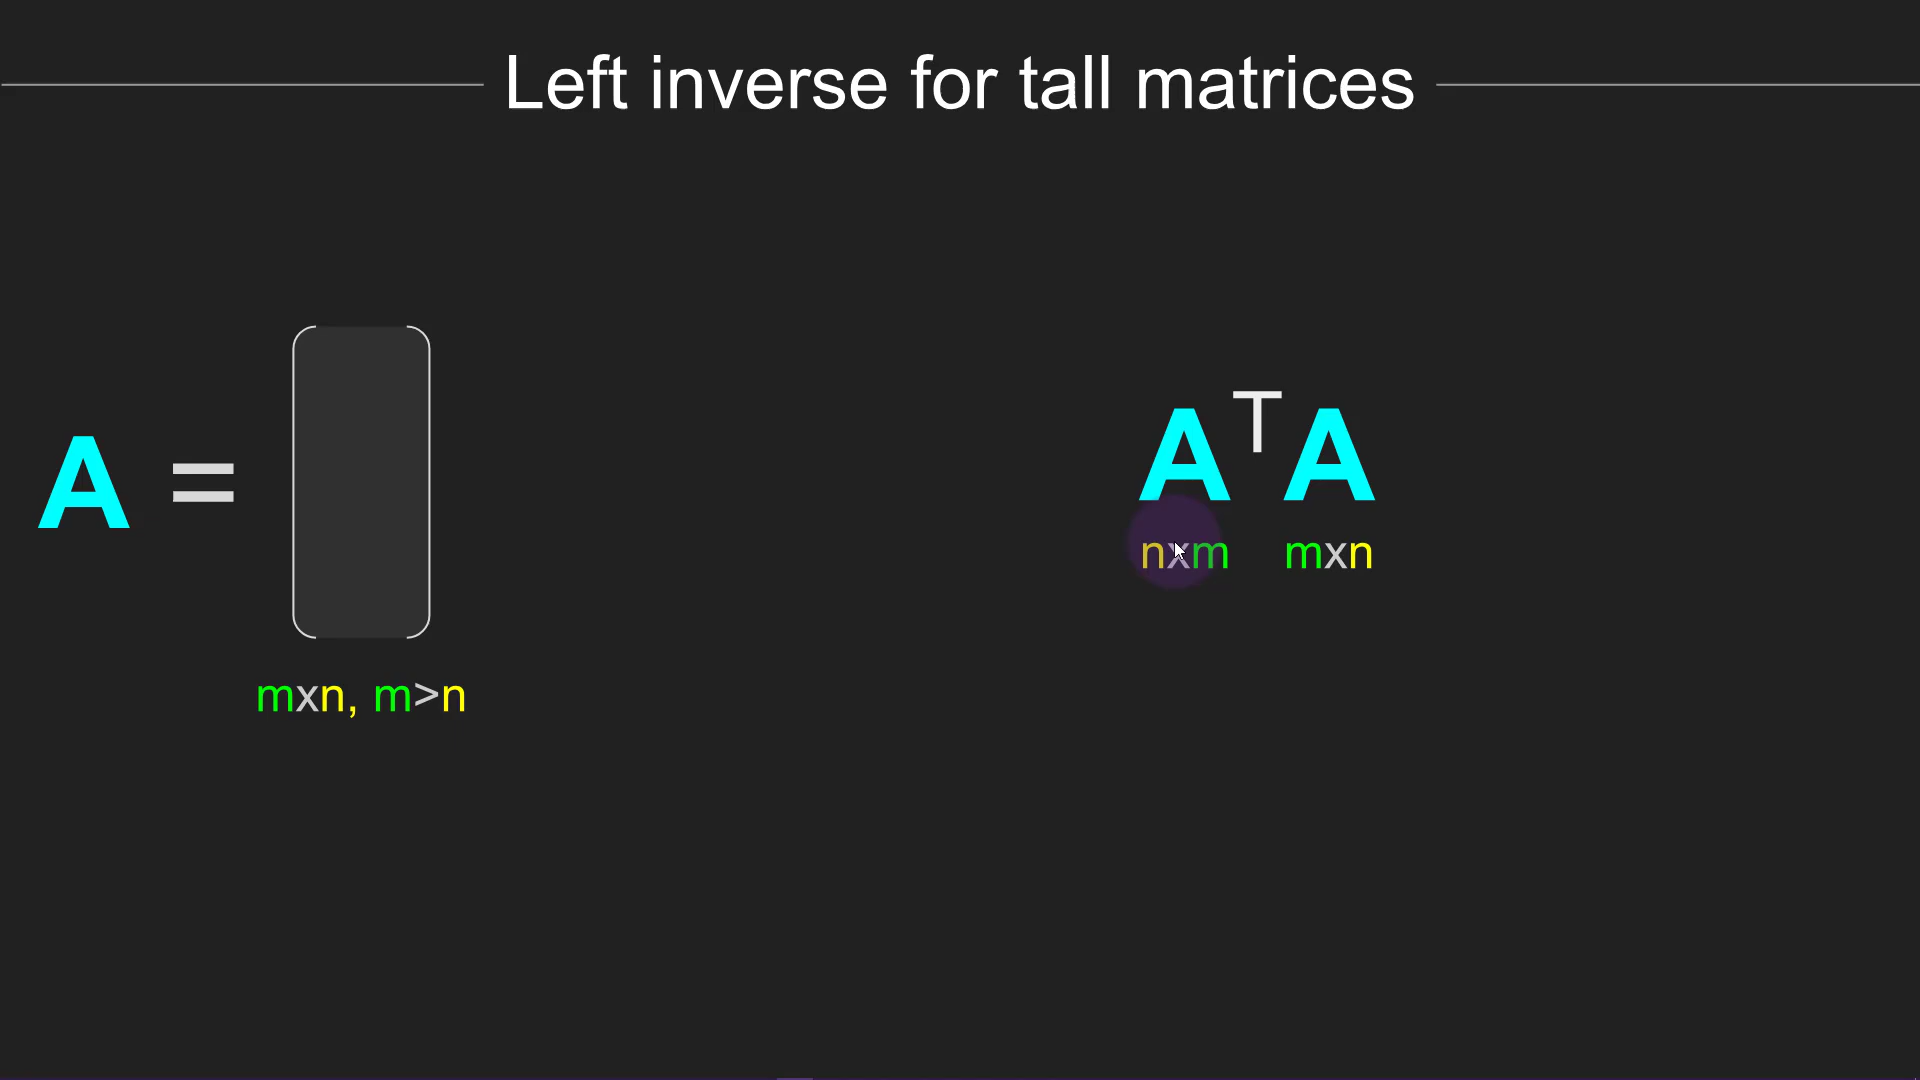 Left inverse for tall matrices
A =
mxn, m>n
AᵀA
nxm mxn